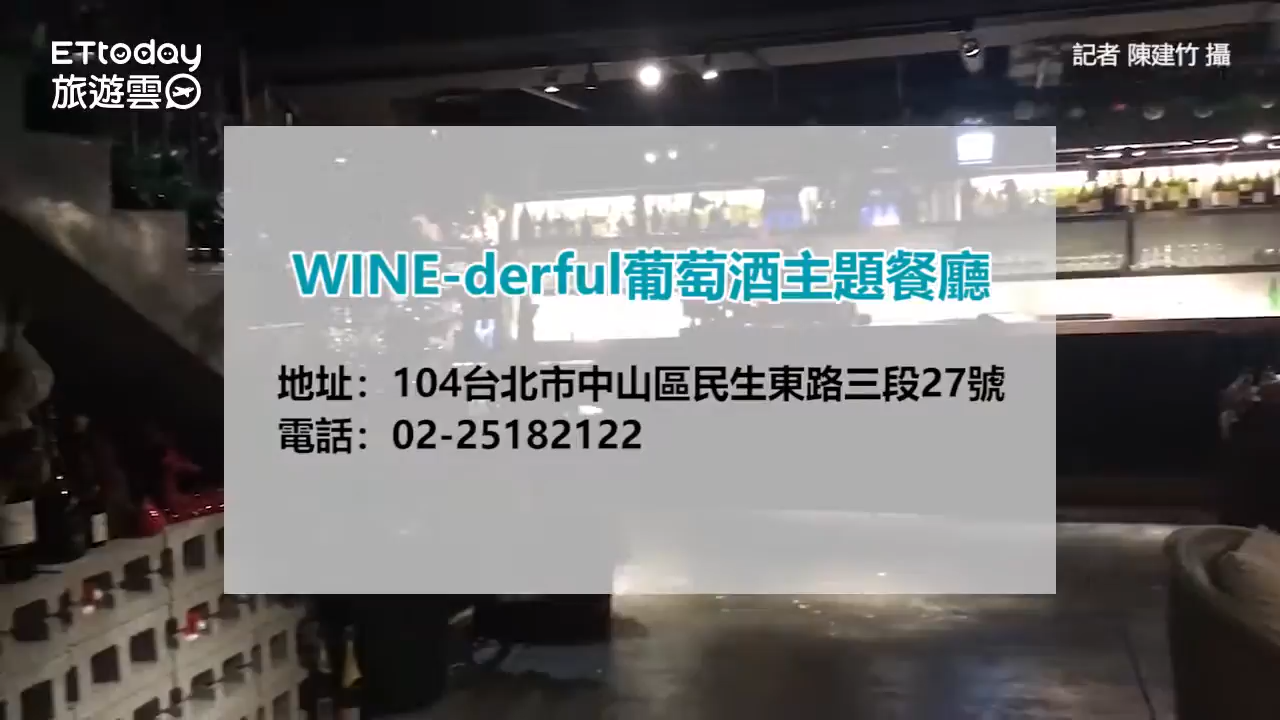 ETtoday
旅遊雲
記者 陳建竹 攝
WINE-derful葡萄酒主題餐廳
地址：104台北市中山區民生東路三段27號
電話：02-25182122